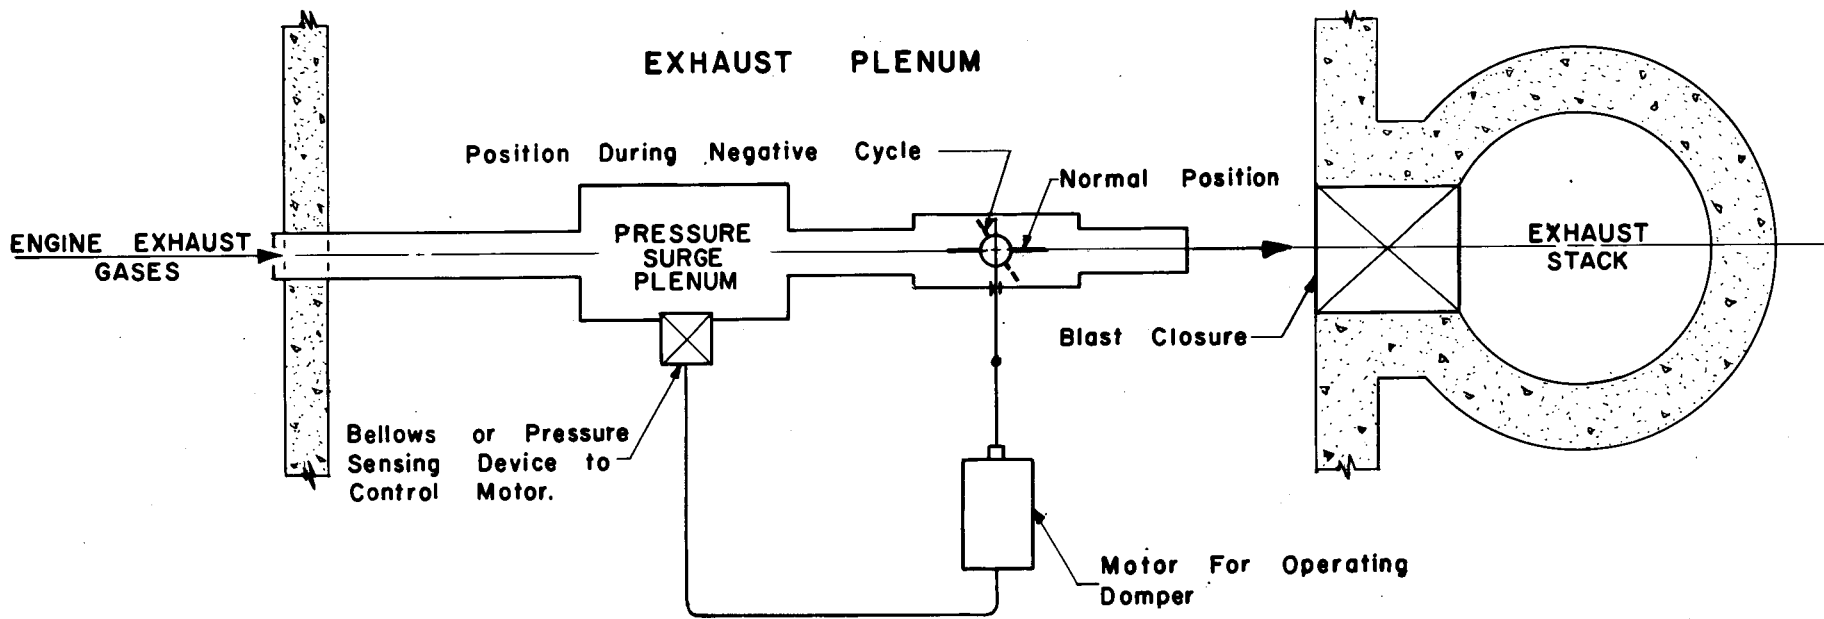 EXHAUST PLENUM
Position During Negative Cycle
Normal Position
ENGINE EXHAUST
GASES
PRESSURE
SURGE
PLENUM
EXHAUST
STACK
Blast Closure
Bellows or Pressure
Sensing Device to
Control Motor.
Motor For Operating
Domper